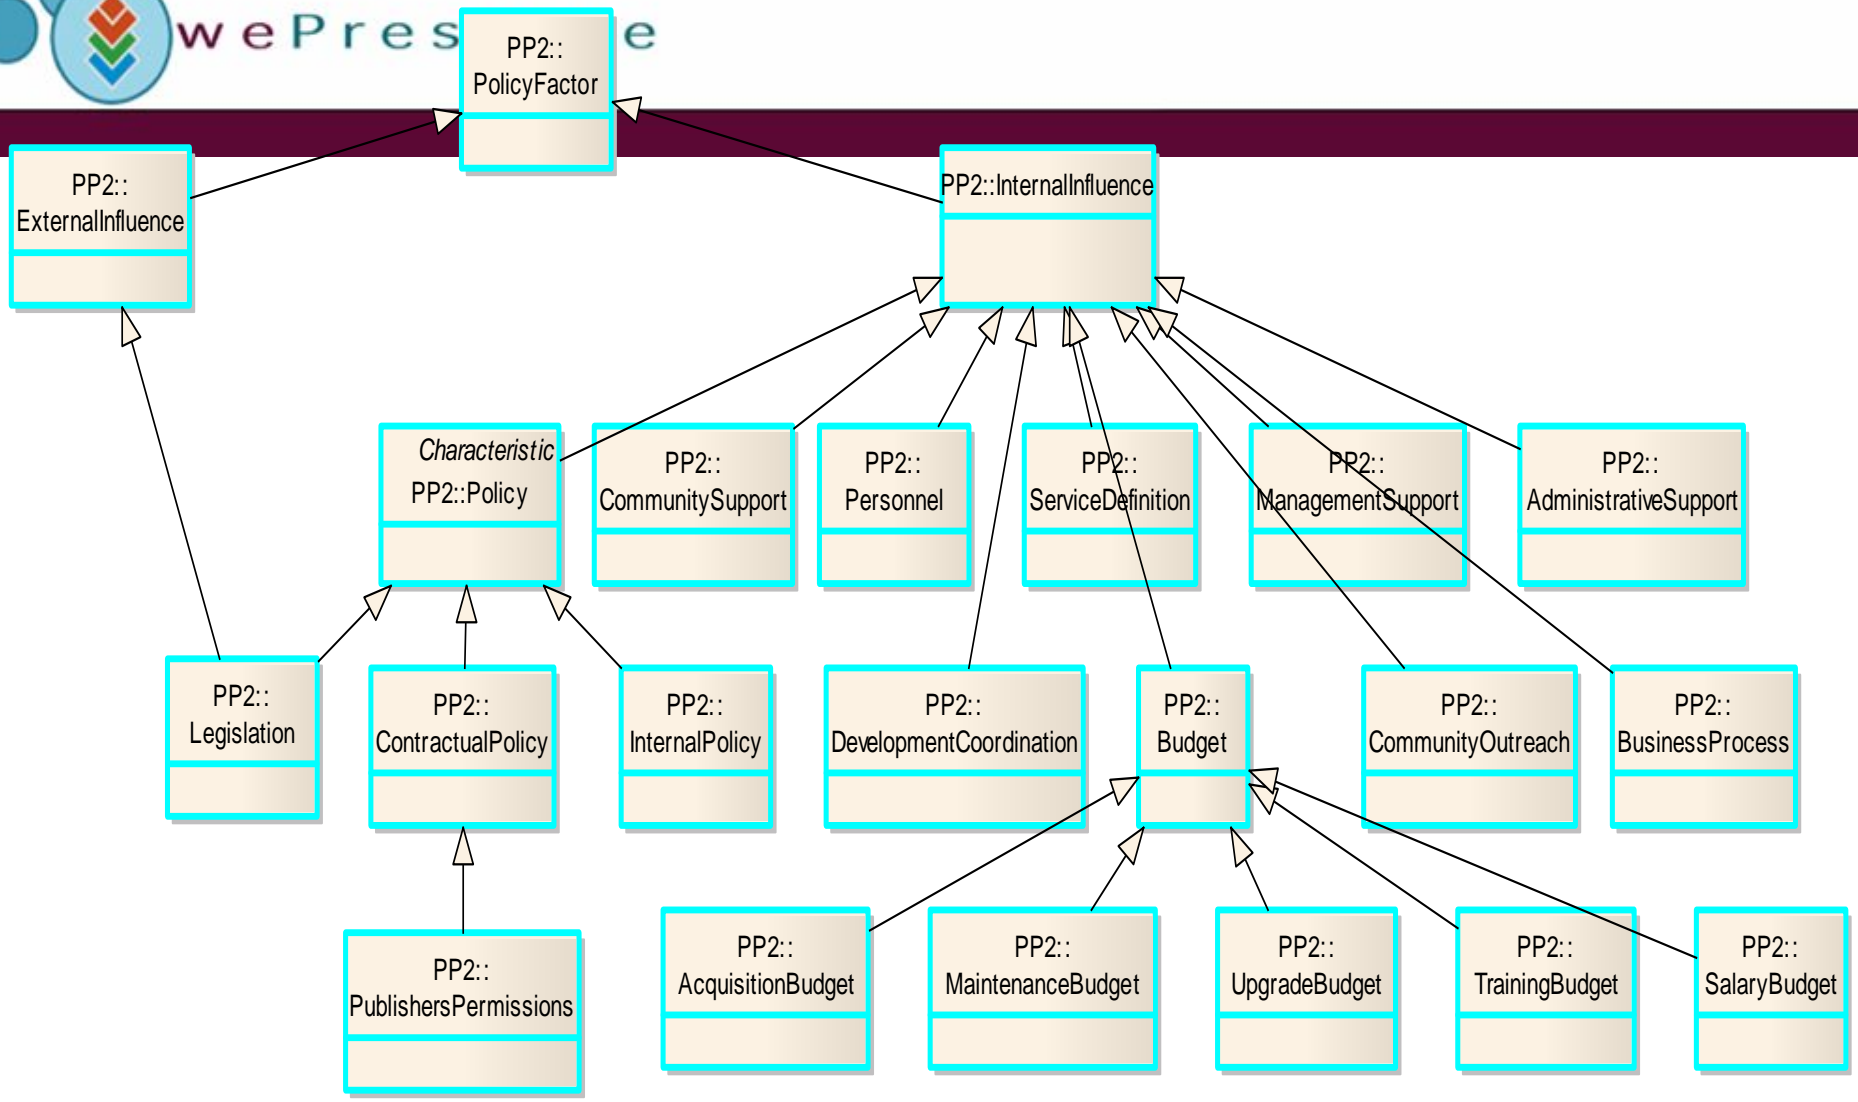 wePres e
PP2::
PolicyFactor
PP2::
ExternalInfluence
PP2::InternalInfluence
Characteristic
PP2::Policy
PP2::
CommunitySupport
PP2::
Personnel
PP2::
ServiceDefinition
PP2::
ManagementSupport
PP2::
AdministrativeSupport
PP2::
Legislation
PP2::
ContractualPolicy
PP2::
InternalPolicy
PP2::
DevelopmentCoordination
PP2::
Budget
PP2::
CommunityOutreach
PP2::
BusinessProcess
PP2::
PublishersPermissions
PP2::
AcquisitionBudget
PP2::
MaintenanceBudget
PP2::
UpgradeBudget
PP2::
TrainingBudget
PP2::
SalaryBudget